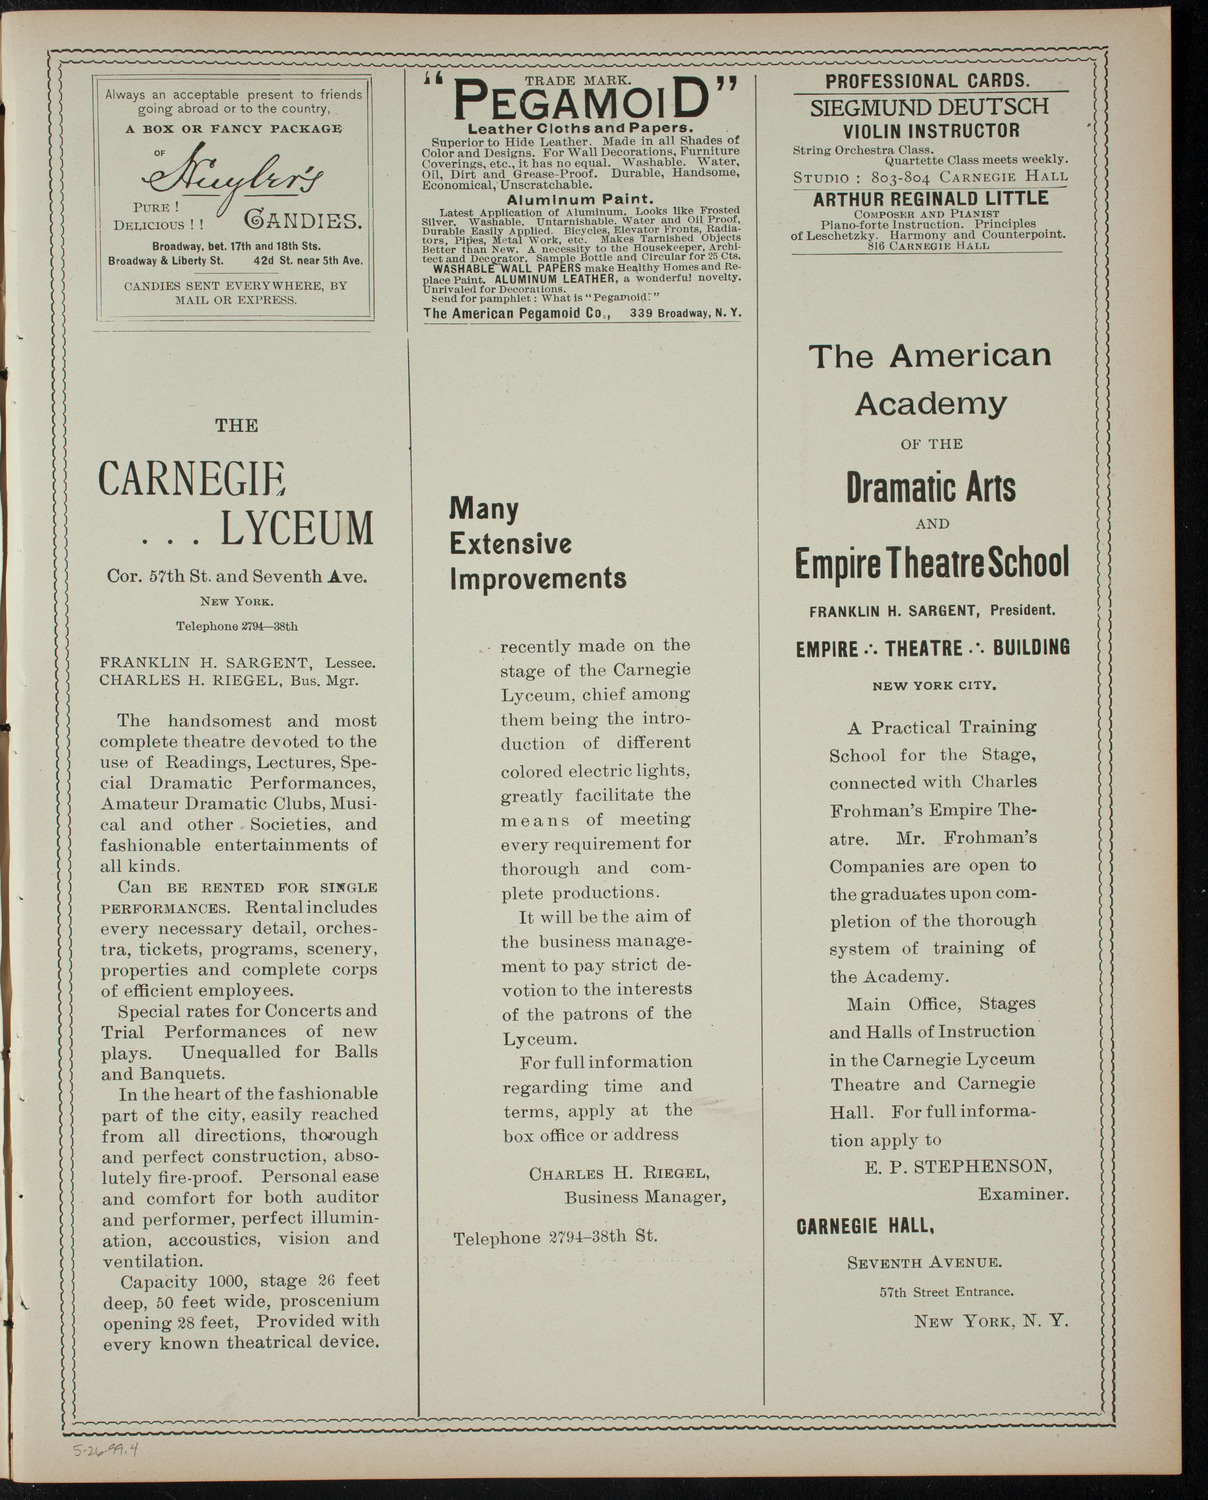 Always an acceptable present to friends
going abroad or to the country,
A BOX OR FANCY PACKAGE
OF
Huyler's
PURE !
DELICIOUS ! !
CANDIES.
Broadway, bet. 17th and 18th Sts.
Broadway & Liberty St. 42d St. near 5th Ave.
CANDIES SENT EVERYWHERE, BY
MAIL OR EXPRESS.
THE
CARNEGIE
. . . LYCEUM
Cor. 57th St. and Seventh Ave.
NEW YORK.
Telephone 2794—38th
FRANKLIN H. SARGENT, Lessee.
CHARLES H. RIEGEL, Bus. Mgr.
The handsomest and most
complete theatre devoted to the
use of Readings, Lectures, Spe-
cial Dramatic Performances,
Amateur Dramatic Clubs, Musi-
cal and other Societies, and
fashionable entertainments of
all kinds.
Can BE RENTED FOR SINGLE
PERFORMANCES. Rental includes
every necessary detail, orches-
tra, tickets, programs, scenery,
properties and complete corps
of efficient employees.
Special rates for Concerts and
Trial Performances of new
plays. Unequalled for Balls
and Banquets.
In the heart of the fashionable
part of the city, easily reached
from all directions, thorough
and perfect construction, abso-
lutely fire-proof. Personal ease
and comfort for both auditor
and performer, perfect illumin-
ation, accoustics, vision and
ventilation.
Capacity 1000, stage 26 feet
deep, 50 feet wide, proscenium
opening 28 feet, Provided with
every known theatrical device.
TRADE MARK.
"PEGAMOID"
Leather Cloths and Papers.
Superior to Hide Leather. Made in all Shades of
Color and Designs. For Wall Decorations, Furniture
Coverings, etc., it has no equal. Washable. Water,
Oil, Dirt and Grease-Proof. Durable, Handsome,
Economical, Unscratchable.
Aluminum Paint.
Latest Application of Aluminum. Looks like Frosted
Silver. Washable. Untarnishable. Water and Oil Proof,
Durable Easily Applied. Bicycles, Elevator Fronts, Radia-
tors, Pipes, Metal Work, etc. Makes Tarnished Objects
Better than New. A necessity to the Housekeeper, Archi-
tect and Decorator. Sample Bottle and Circular for 25 Cts.
WASHABLE WALL PAPERS make Healthy Homes and Re-
place Paint. ALUMINUM LEATHER, a wonderful novelty.
Unrivaled for Decorations.
Send for pamphlet : What is "Pegamoid?"
The American Pegamoid Co., 339 Broadway, N. Y.
Many
Extensive
Improvements
recently made on the
stage of the Carnegie
Lyceum, chief among
them being the intro-
duction of different
colored electric lights,
greatly facilitate the
means of meeting
every requirement for
thorough and com-
plete productions.
It will be the aim of
the business manage-
ment to pay strict de-
votion to the interests
of the patrons of the
Lyceum.
For full information
regarding time and
terms, apply at the
box office or address
CHARLES H. RIEGEL,
Business Manager,
Telephone 2794-38th St.
PROFESSIONAL CARDS.
SIEGMUND DEUTSCH
VIOLIN INSTRUCTOR
String Orchestra Class.
Quartette Class meets weekly.
STUDIO : 803-804 CARNEGIE HALL
ARTHUR REGINALD LITTLE
COMPOSER AND PIANIST
Piano-forte Instruction. Principles
of Leschetzky. Harmony and Counterpoint.
816 CARNEGIE HALL
The American
Academy
OF THE
Dramatic Arts
AND
Empire Theatre School
FRANKLIN H. SARGENT, President.
EMPIRE ∴ THEATRE ∴ BUILDING
NEW YORK CITY.
A Practical Training
School for the Stage,
connected with Charles
Frohman's Empire The-
atre. Mr. Frohman's
Companies are open to
the graduates upon com-
pletion of the thorough
system of training of
the Academy.
Main Office, Stages
and Halls of Instruction
in the Carnegie Lyceum
Theatre and Carnegie
Hall. For full informa-
tion apply to
E. P. STEPHENSON,
Examiner.
CARNEGIE HALL,
SEVENTH AVENUE.
57th Street Entrance.
NEW YORK, N. Y.
5-26-99.4